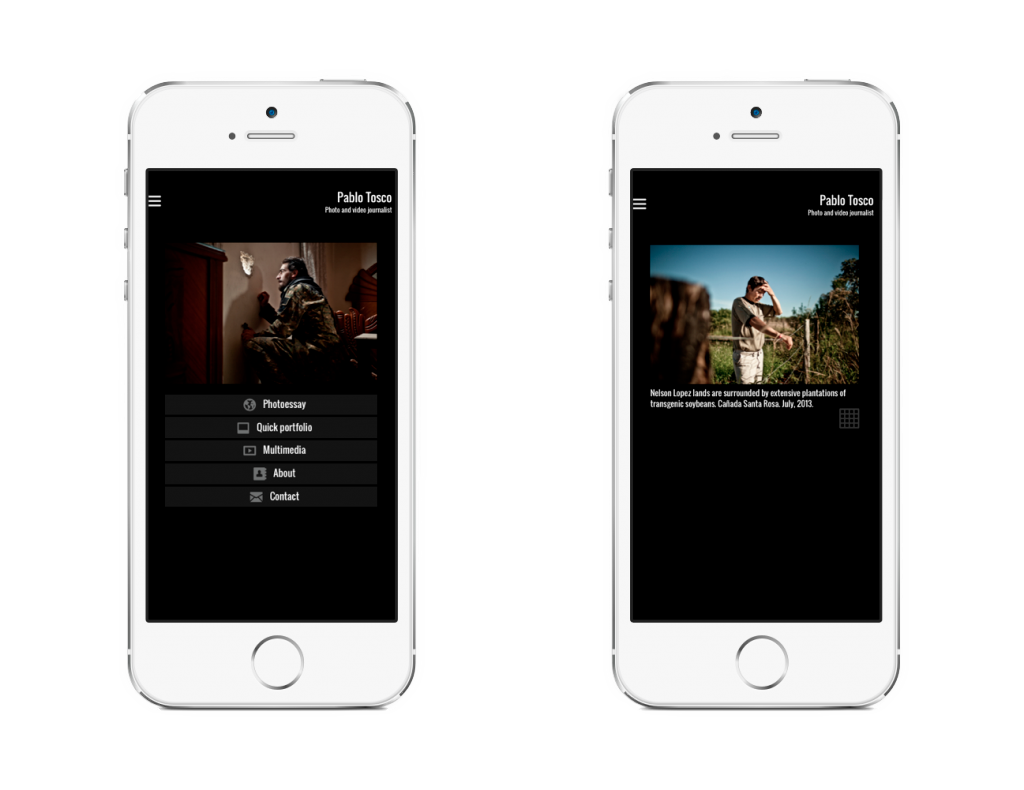 Pablo Tosco
Photo and video journalist
Photoessay
Quick portfolio
Multimedia
About
Contact
Pablo Tosco
Photo and video journalist
Nelson Lopez lands are surrounded by extensive plantations of
transgenic soybeans. Cañada Santa Rosa. July, 2013.